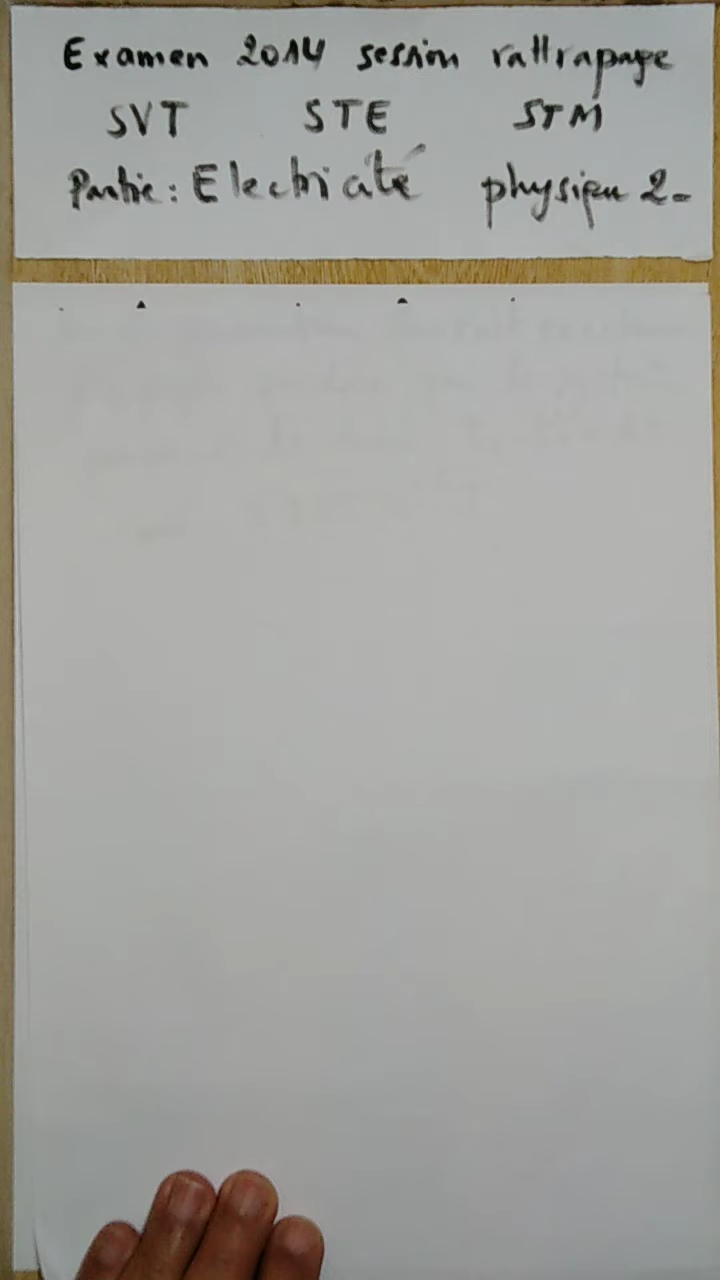 Examen 2014 session rattrapage
SVT STE STM
Partie : Electricité physique 2-